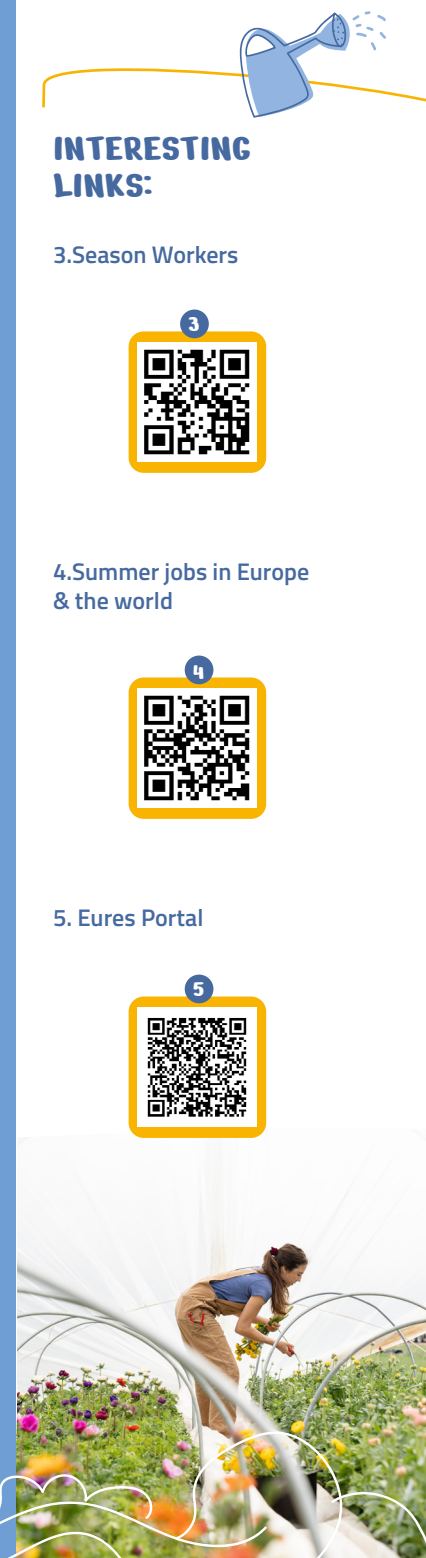 INTERESTING
LINKS:
3.Season Workers
3
4.Summer jobs in Europe
& the world
4
5. Eures Portal
5